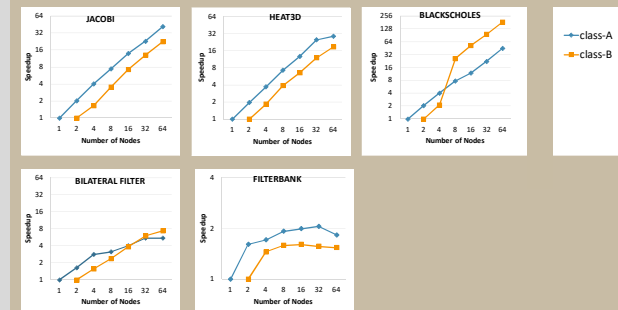 JACOBI
64
32
16
8
4
2
1
Speedup
1 2 4 8 16 32 64
Number of Nodes
HEAT3D
64
32
16
8
4
2
1
Speedup
1 2 4 8 16 32 64
Number of Nodes
BLACKSCHOLES
256
128
64
32
16
8
4
2
1
Speedup
1 2 4 8 16 32 64
Number of Nodes
class-A
class-B
BILATERAL FILTER
64
32
16
8
4
2
1
Speedup
1 2 4 8 16 32 64
Number of Nodes
FILTERBANK
4
2
1
Speedup
1 2 4 8 16 32 64
Number of Nodes